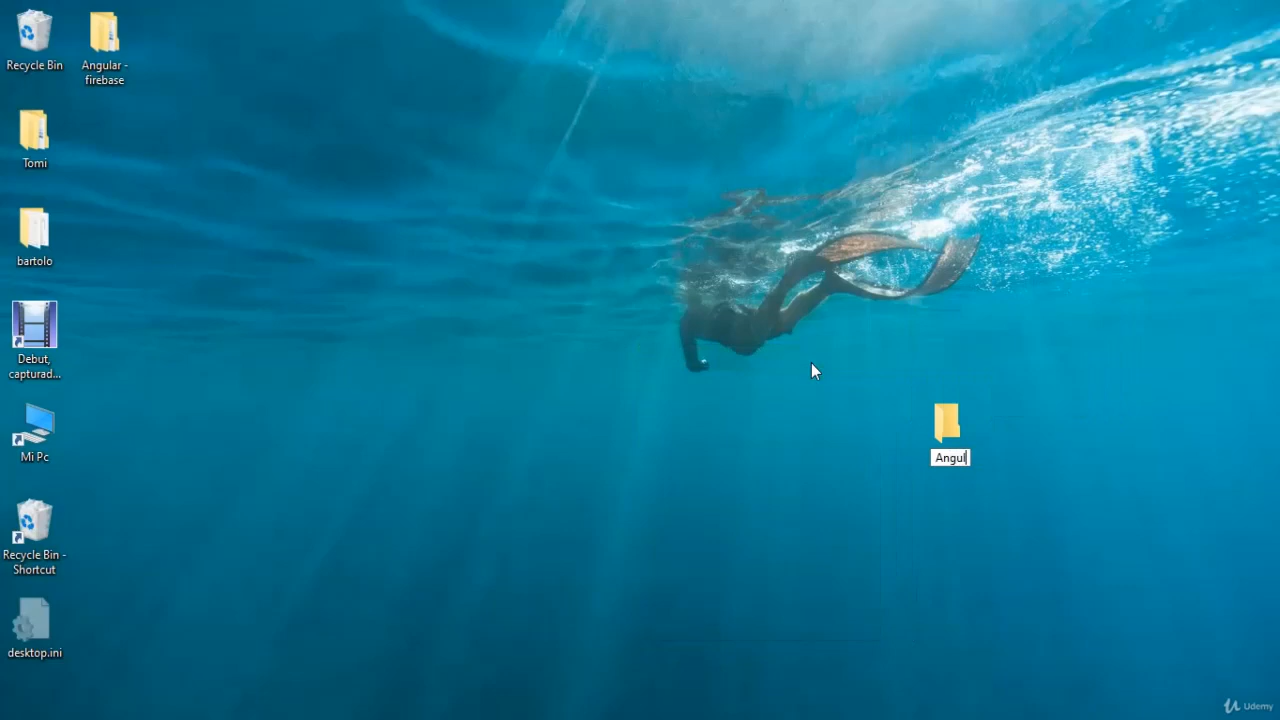 Recycle Bin
Angular -
firebase
Tomi
bartolo
Debut,
capturad...
Mi Pc
Recycle Bin -
Shortcut
desktop.ini
Angul
Udemy